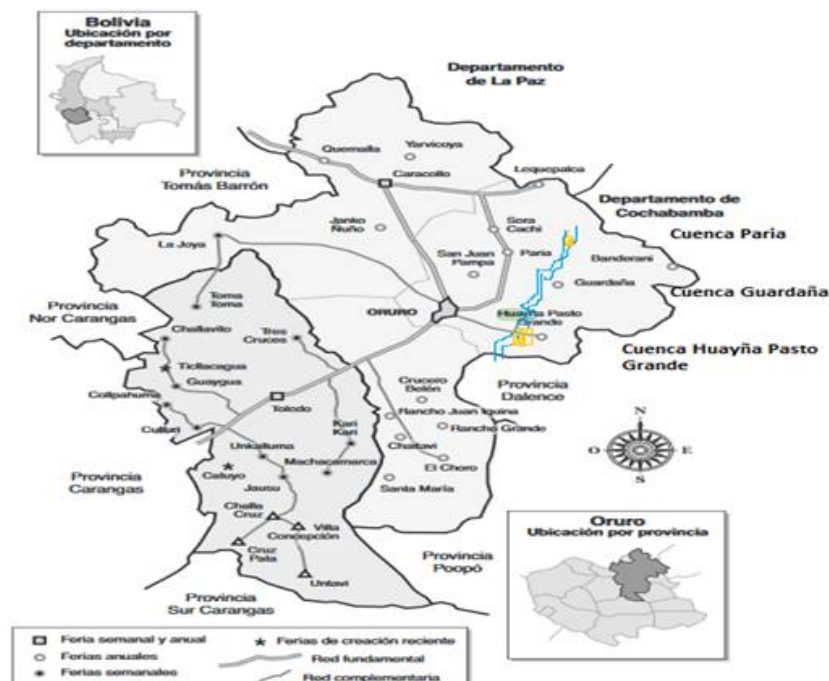 Bolivia
Ubicación por
departamento
Departamento
de La Paz
Quemalla
Yarvicoya
Lequepalca
Provincia
Tomás Barrón
Caracollo
Departamento de
Cochabamba
Janko
Ñuño
Sora
Cachi
Cuenca Paria
La Joya
San Juan
Pampa
Paria
Banderani
Guardaña
Toma
Toma
Cuenca Guardaña
Provincia
Nor Carangas
ORURO
Huayña Pasto
Grande
Challavito
Tres
Cruces
Cuenca Huayña Pasto
Grande
Ticllacagua
Guaygua
Provincia
Dalence
Crucero
Belén
Collpahuma
Toledo
Rancho Juan Iquina
Kari
Kari
Rancho Grande
Culluri
Unkalluma
Chaitavi
Machacamarca
El Choro
Provincia
Carangas
Caluyo
Jausu
Santa María
N
O
E
S
Challa
Cruz
Villa
Concepción
Cruz
Pata
Untavi
Provincia
Poopó
Provincia
Sur Carangas
Oruro
Ubicación por provincia
Feria semanal y anual
Ferias de creación reciente
Ferias anuales
Red fundamental
Ferias semanales
Red complementaria